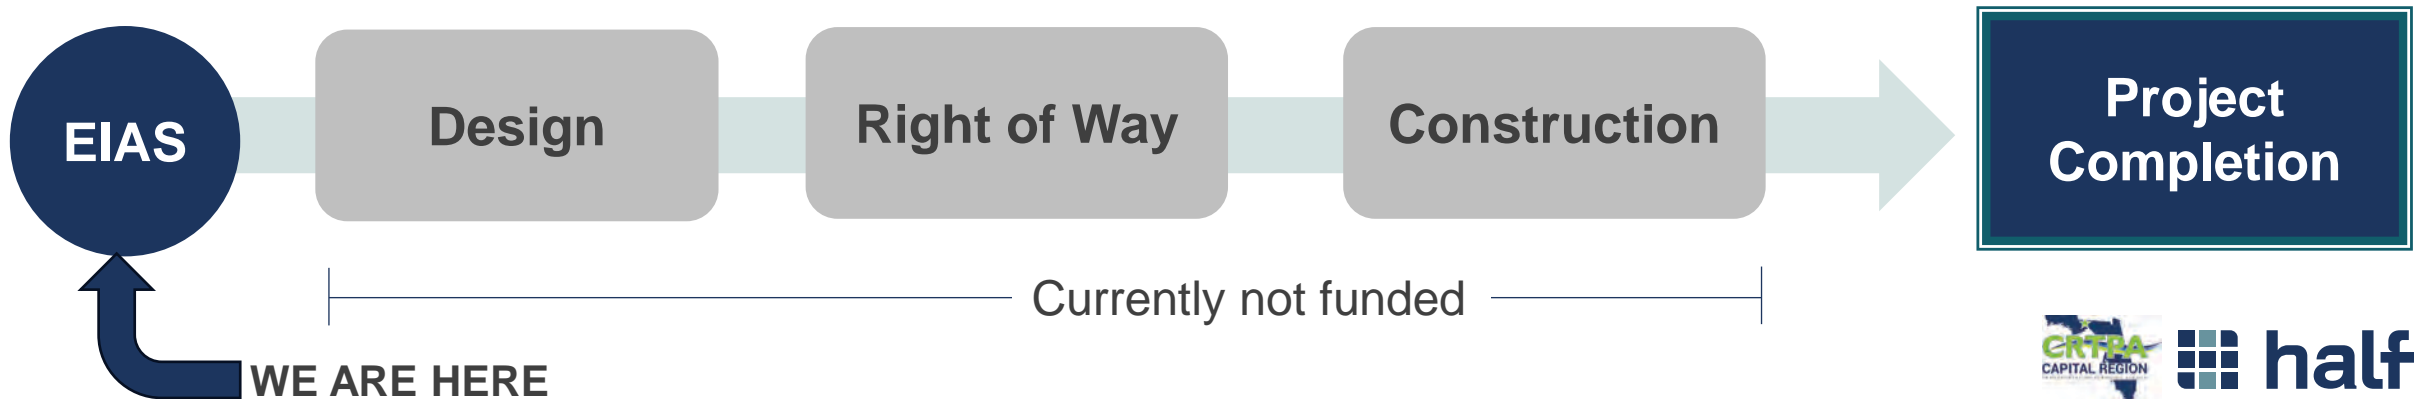 EIAS
Design
Right of Way
Construction
Project
Completion
Currently not funded
WE ARE HERE
CRTPA
CAPITAL REGION
half